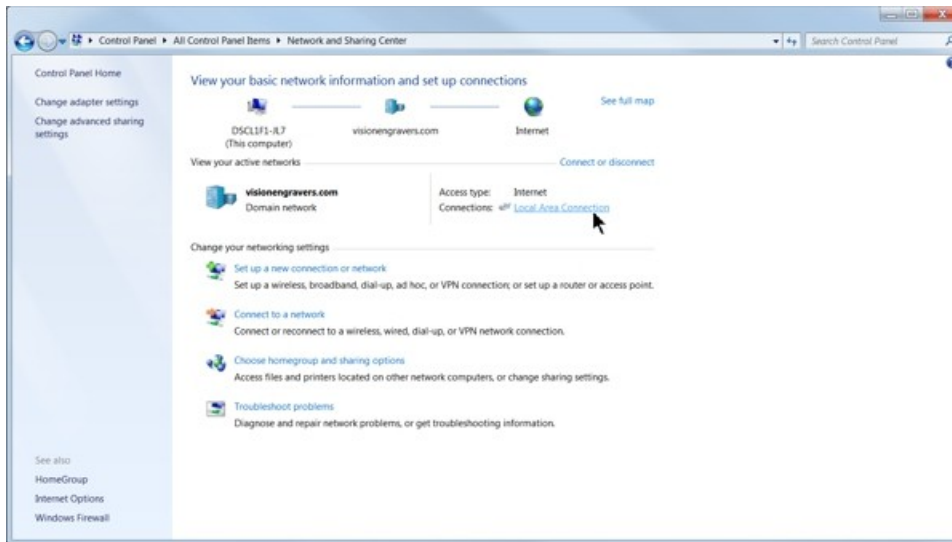 Control Panel ▸ All Control Panel Items ▸ Network and Sharing Center
Search Control Panel
Control Panel Home
Change adapter settings
Change advanced sharing
settings
View your basic network information and set up connections
See full map
DSCL1F1-JL7
(This computer)
visionengravers.com
Internet
View your active networks
Connect or disconnect
visionengravers.com
Domain network
Access type: Internet
Connections: Local Area Connection
Change your networking settings
Set up a new connection or network
Set up a wireless, broadband, dial-up, ad hoc, or VPN connection; or set up a router or access point.
Connect to a network
Connect or reconnect to a wireless, wired, dial-up, or VPN network connection.
Choose homegroup and sharing options
Access files and printers located on other network computers, or change sharing settings.
Troubleshoot problems
Diagnose and repair network problems, or get troubleshooting information.
See also
HomeGroup
Internet Options
Windows Firewall